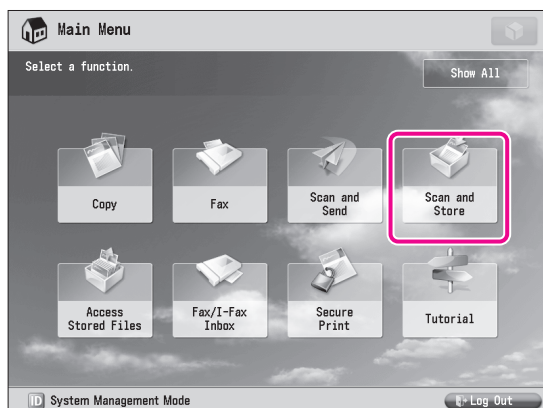 Main Menu
Select a function.
Show All
Copy
Fax
Scan and
Send
Scan and
Store
Access
Stored Files
Fax/I-Fax
Inbox
Secure
Print
Tutorial
ID System Management Mode
Log Out